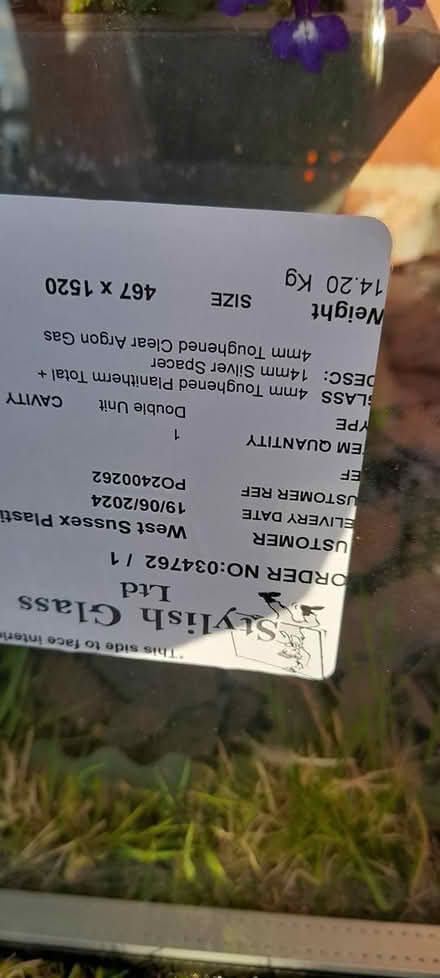 *This side to face interi
Stylish Glass
Ltd
ORDER NO:034762 / 1
USTOMER West Sussex Plasti
ELIVERY DATE 19/06/2024
USTOMER REF PO2400262
EF
EM QUANTITY 1
YPE Double Unit CAVITY
GLASS 4mm Toughened Planitherm Total +
DESC: 14mm Silver Spacer
4mm Toughened Clear Argon Gas
Weight SIZE 467 x 1520
14.20 Kg